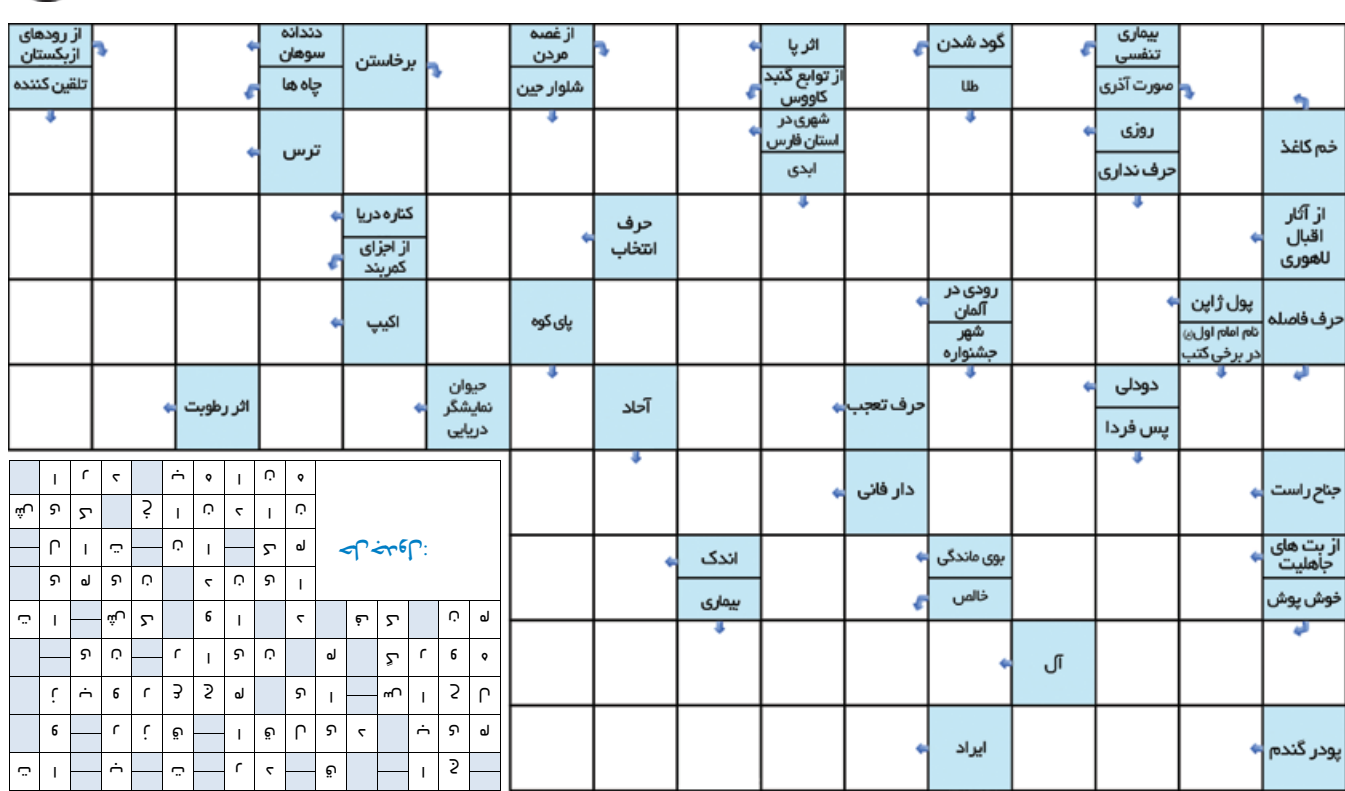 بیماری تنفسی
صورت آذری
گود شدن
طلا
اثر پا
از توابع گنبد کاووس
از غصه مردن
شلوار جین
برخاستن
دندانه سوهان
چاه ها
از رودهای ازبکستان
تلقین کننده
خم کاغذ
روزی
حرف نداری
شهری در استان فارس
ابدی
ترس
از آثار اقبال لاهوری
حرف انتخاب
کناره دریا
از اجزای کمربند
حرف فاصله
پول ژاپن
نام امام اول(ع) در برخی کتب
رودی در آلمان
شهر جشنواره
پای کوه
اکیپ
دودلی
پس فردا
حرف تعجب
آحاد
حیوان نمایشگر دریایی
اثر رطوبت
جناح راست
دار فانی
از بت های جاهلیت
خوش پوش
بوی ماندگی
خالص
اندک
بیماری
آل
پودر گندم
ایراد
حل جدول:
ت ا ب ت ر د ق ا ج
و ر ز ق ا ق ل ی د ب ی م
ز ب و ر ع ج م ی ا س ا ح ل
ی ن ر ا ی ن م گ ر و ه
ت ا ش ک و ا د ف ک ن م
ی م ی ن د ن ی ا
ل ا ت ن ا ک م
ش ی ک خ ا ن د ا ن
ا ر د ب ه ا ن ه